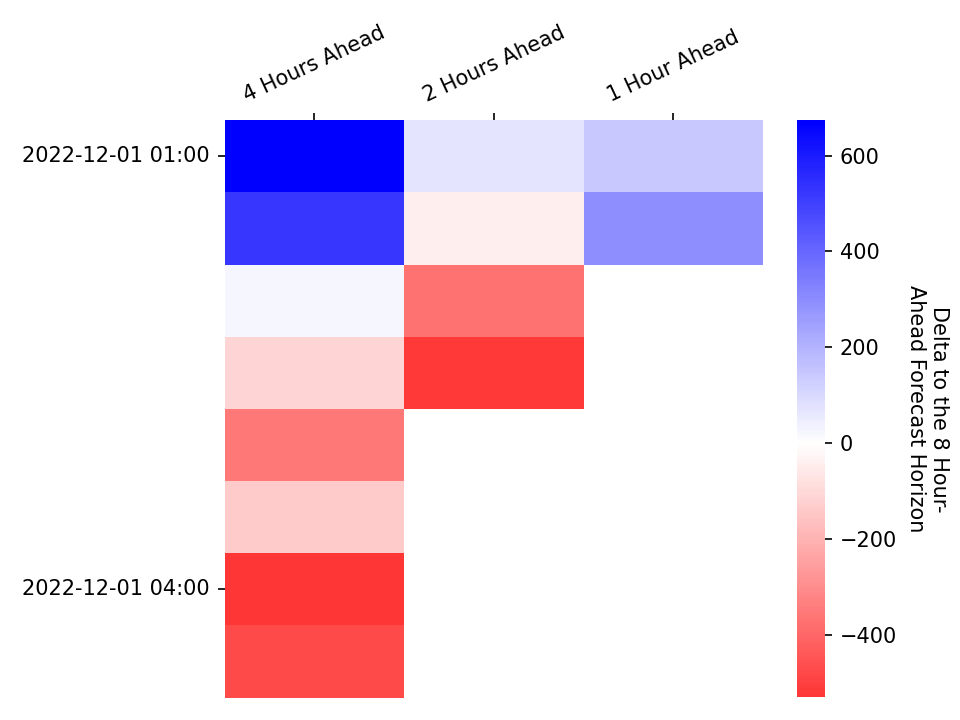 4 Hours Ahead
2 Hours Ahead
1 Hour Ahead
2022-12-01 01:00
2022-12-01 04:00
600
400
200
0
−200
−400
Delta to the 8 Hour-
Ahead Forecast Horizon